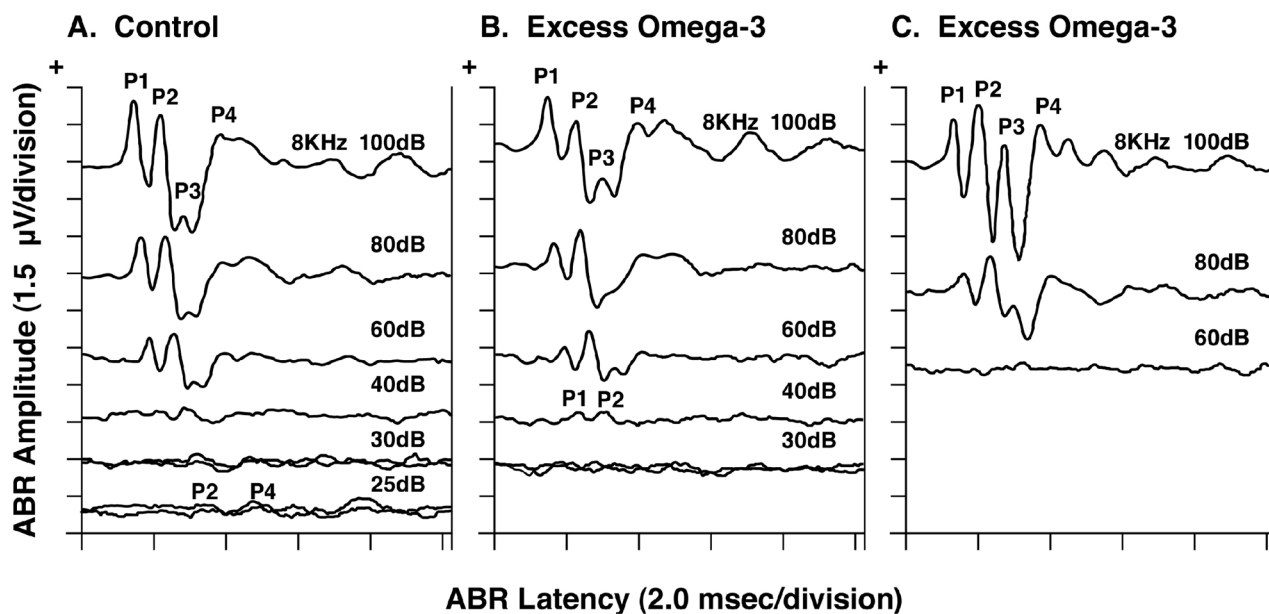 A. Control
B. Excess Omega-3
C. Excess Omega-3
ABR Amplitude (1.5 µV/division)
+
P1
P2
P3
P4
8KHz 100dB
80dB
60dB
40dB
30dB
25dB
P2
P4
+
P1
P2
P3
P4
8KHz 100dB
80dB
60dB
40dB
P1
P2
30dB
+
P1
P2
P3
P4
8KHz 100dB
80dB
60dB
ABR Latency (2.0 msec/division)